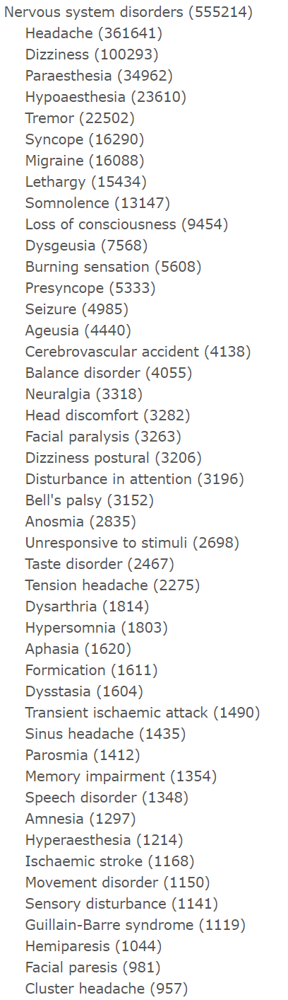 Nervous system disorders (555214)
Headache (361641)
Dizziness (100293)
Paraesthesia (34962)
Hypoaesthesia (23610)
Tremor (22502)
Syncope (16290)
Migraine (16088)
Lethargy (15434)
Somnolence (13147)
Loss of consciousness (9454)
Dysgeusia (7568)
Burning sensation (5608)
Presyncope (5333)
Seizure (4985)
Ageusia (4440)
Cerebrovascular accident (4138)
Balance disorder (4055)
Neuralgia (3318)
Head discomfort (3282)
Facial paralysis (3263)
Dizziness postural (3206)
Disturbance in attention (3196)
Bell's palsy (3152)
Anosmia (2835)
Unresponsive to stimuli (2698)
Taste disorder (2467)
Tension headache (2275)
Dysarthria (1814)
Hypersomnia (1803)
Aphasia (1620)
Formication (1611)
Dysstasia (1604)
Transient ischaemic attack (1490)
Sinus headache (1435)
Parosmia (1412)
Memory impairment (1354)
Speech disorder (1348)
Amnesia (1297)
Hyperaesthesia (1214)
Ischaemic stroke (1168)
Movement disorder (1150)
Sensory disturbance (1141)
Guillain-Barre syndrome (1119)
Hemiparesis (1044)
Facial paresis (981)
Cluster headache (957)